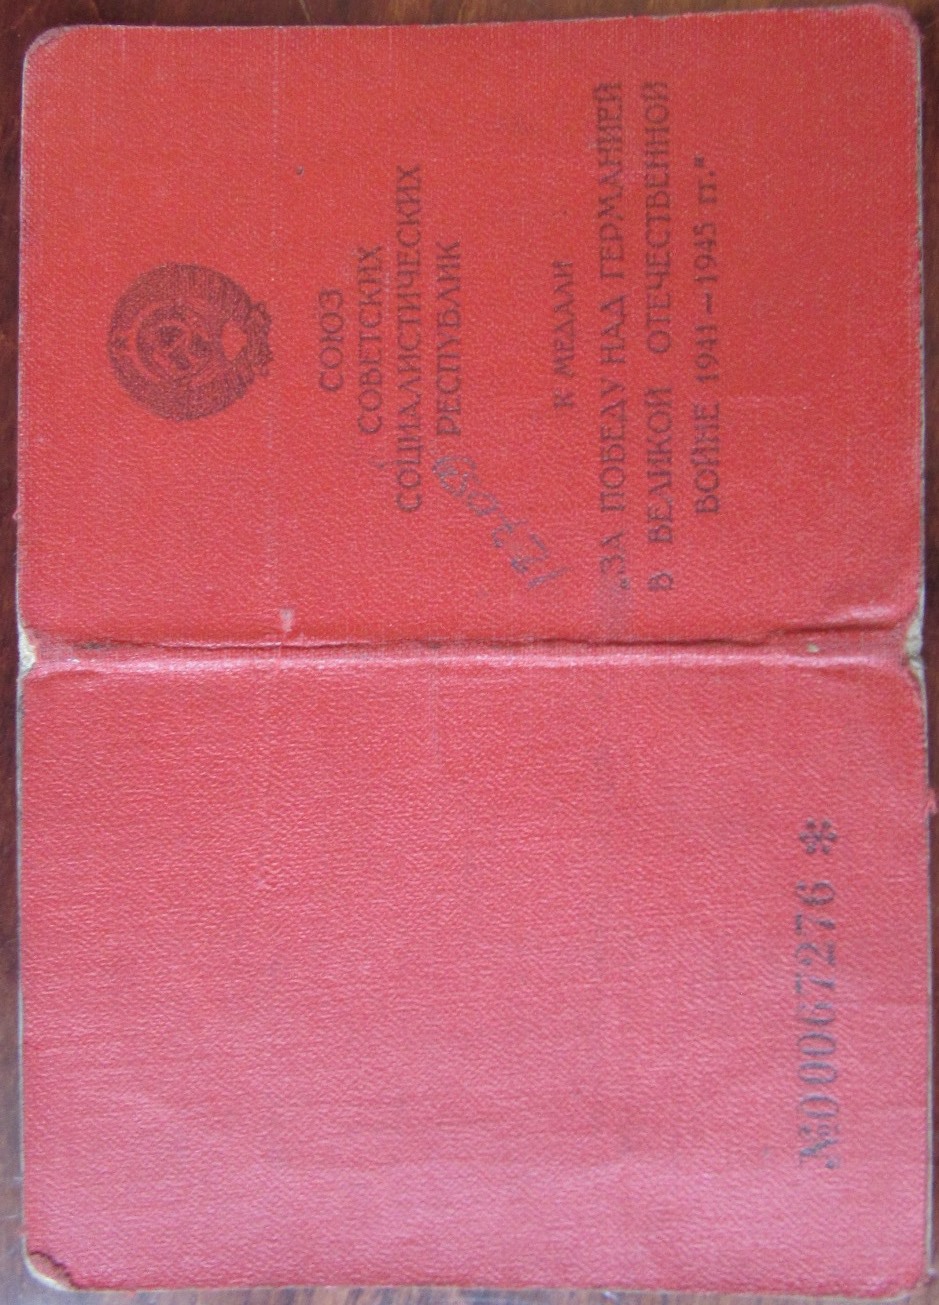 СОЮЗ
СОВЕТСКИХ
СОЦИАЛИСТИЧЕСКИХ
РЕСПУБЛИК
К МЕДАЛИ
„ЗА ПОБЕДУ НАД ГЕРМАНИЕЙ
В ВЕЛИКОЙ ОТЕЧЕСТВЕННОЙ
ВОЙНЕ 1941–1945 гг."
№0067276 *